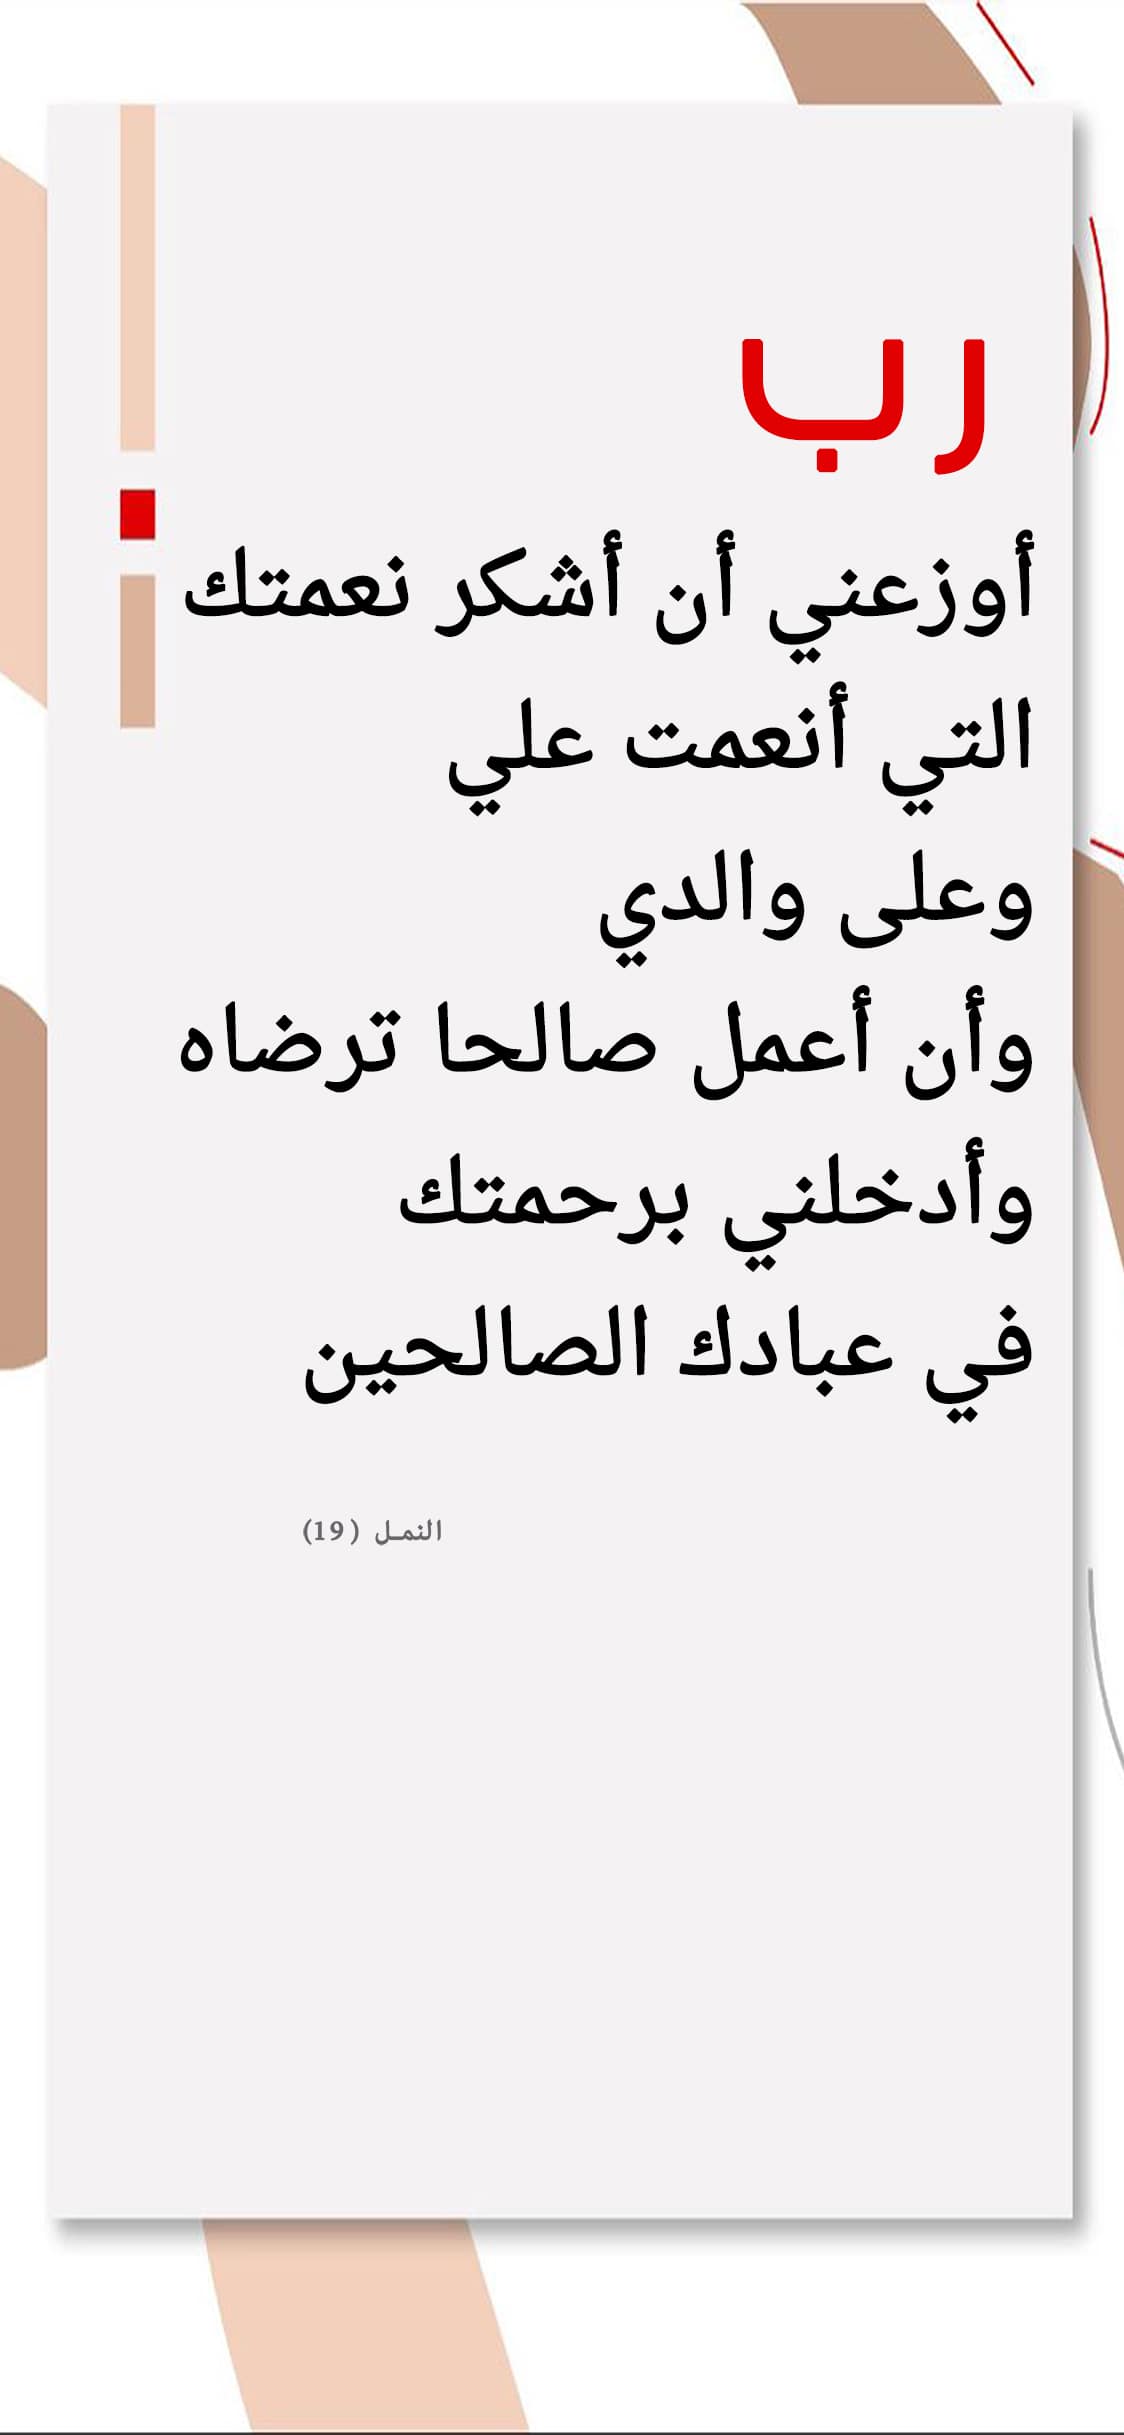 رب
أوزعني أن أشكر نعمتك
التي أنعمت علي
وعلى والدي
وأن أعمل صالحا ترضاه
وأدخلني برحمتك
في عبادك الصالحين
النمل (19)